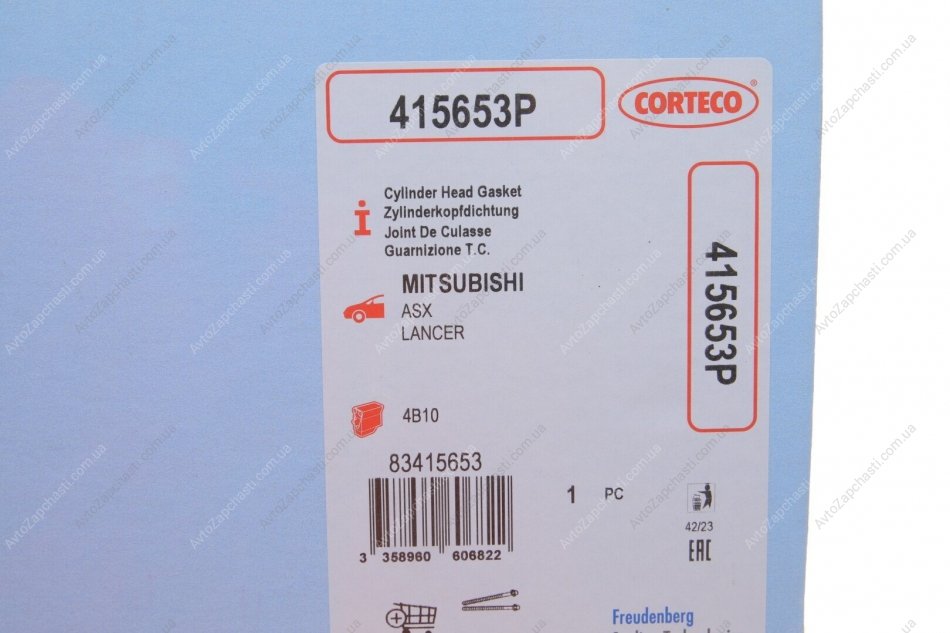 415653P
CORTECO
®
Cylinder Head Gasket
Zylinderkopfdichtung
Joint De Culasse
Guarnizione T.C.
MITSUBISHI
ASX
LANCER
415653P
4B10
83415653
3 358960 606822
1 PC
42/23
EAC
Freudenberg
AvtoZapchasti.com.ua